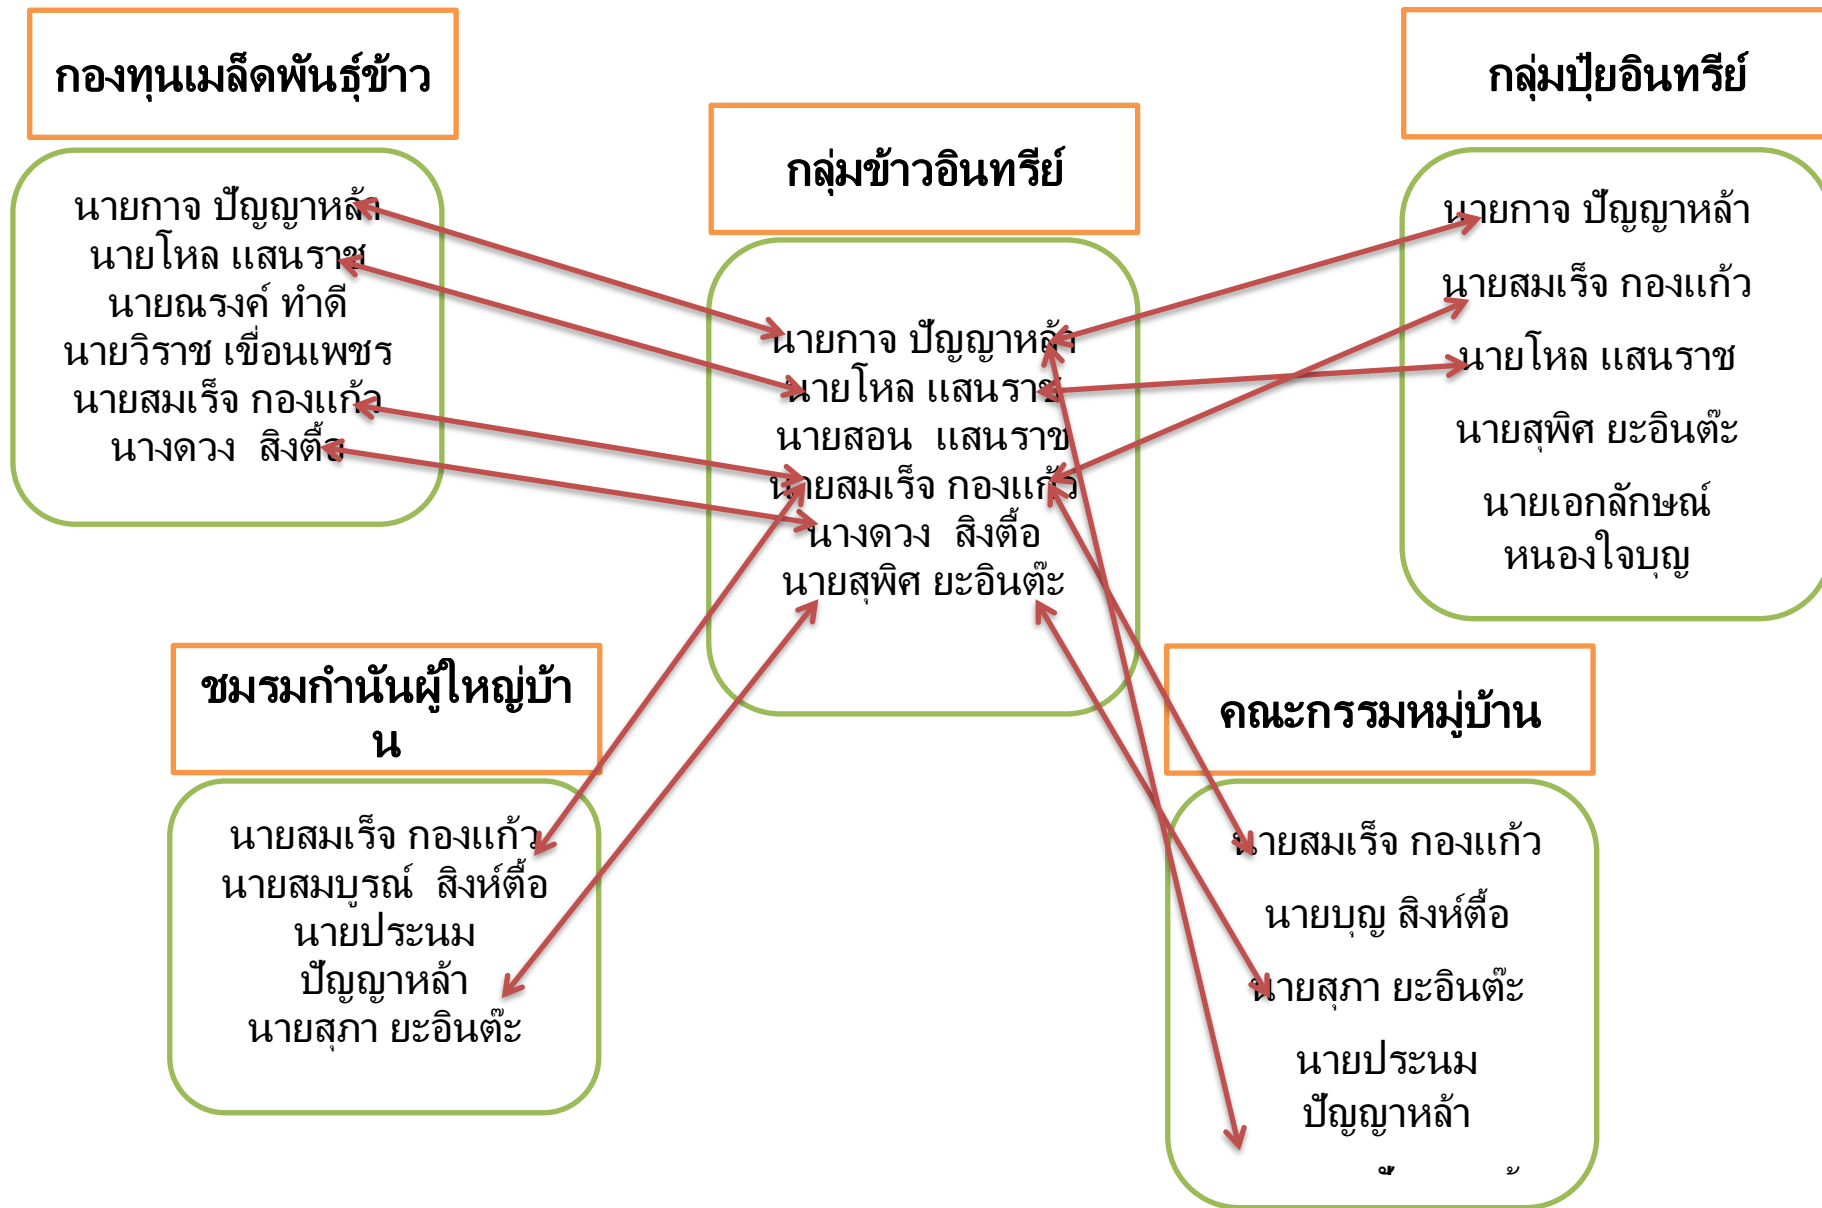 กองทุนเมล็ดพันธุ์ข้าว
นายกาจ ปัญญาหล้า
นายโหล แสนราช
นายณรงค์ ทำดี
นายวิราช เขื่อนเพชร
นายสมเร็จ กองแก้ว
นางดวง  สิงตื้อ
กลุ่มข้าวอินทรีย์
นายกาจ ปัญญาหล้า
นายโหล แสนราช
นายสอน  แสนราช
นายสมเร็จ กองแก้ว
นางดวง  สิงตื้อ
นายสุพิศ ยะอินต๊ะ
กลุ่มปุ๋ยอินทรีย์
นายกาจ ปัญญาหล้า
นายสมเร็จ กองแก้ว
นายโหล แสนราช
นายสุพิศ ยะอินต๊ะ
นายเอกลักษณ์
หนองใจบุญ
ชมรมกำนันผู้ใหญ่บ้า
น
นายสมเร็จ กองแก้ว
นายสมบูรณ์  สิงห์ตื้อ
นายประนม
ปัญญาหล้า
นายสุภา ยะอินต๊ะ
คณะกรรมหมู่บ้าน
นายสมเร็จ กองแก้ว
นายบุญ สิงห์ตื้อ
นายสุภา ยะอินต๊ะ
นายประนม
ปัญญาหล้า